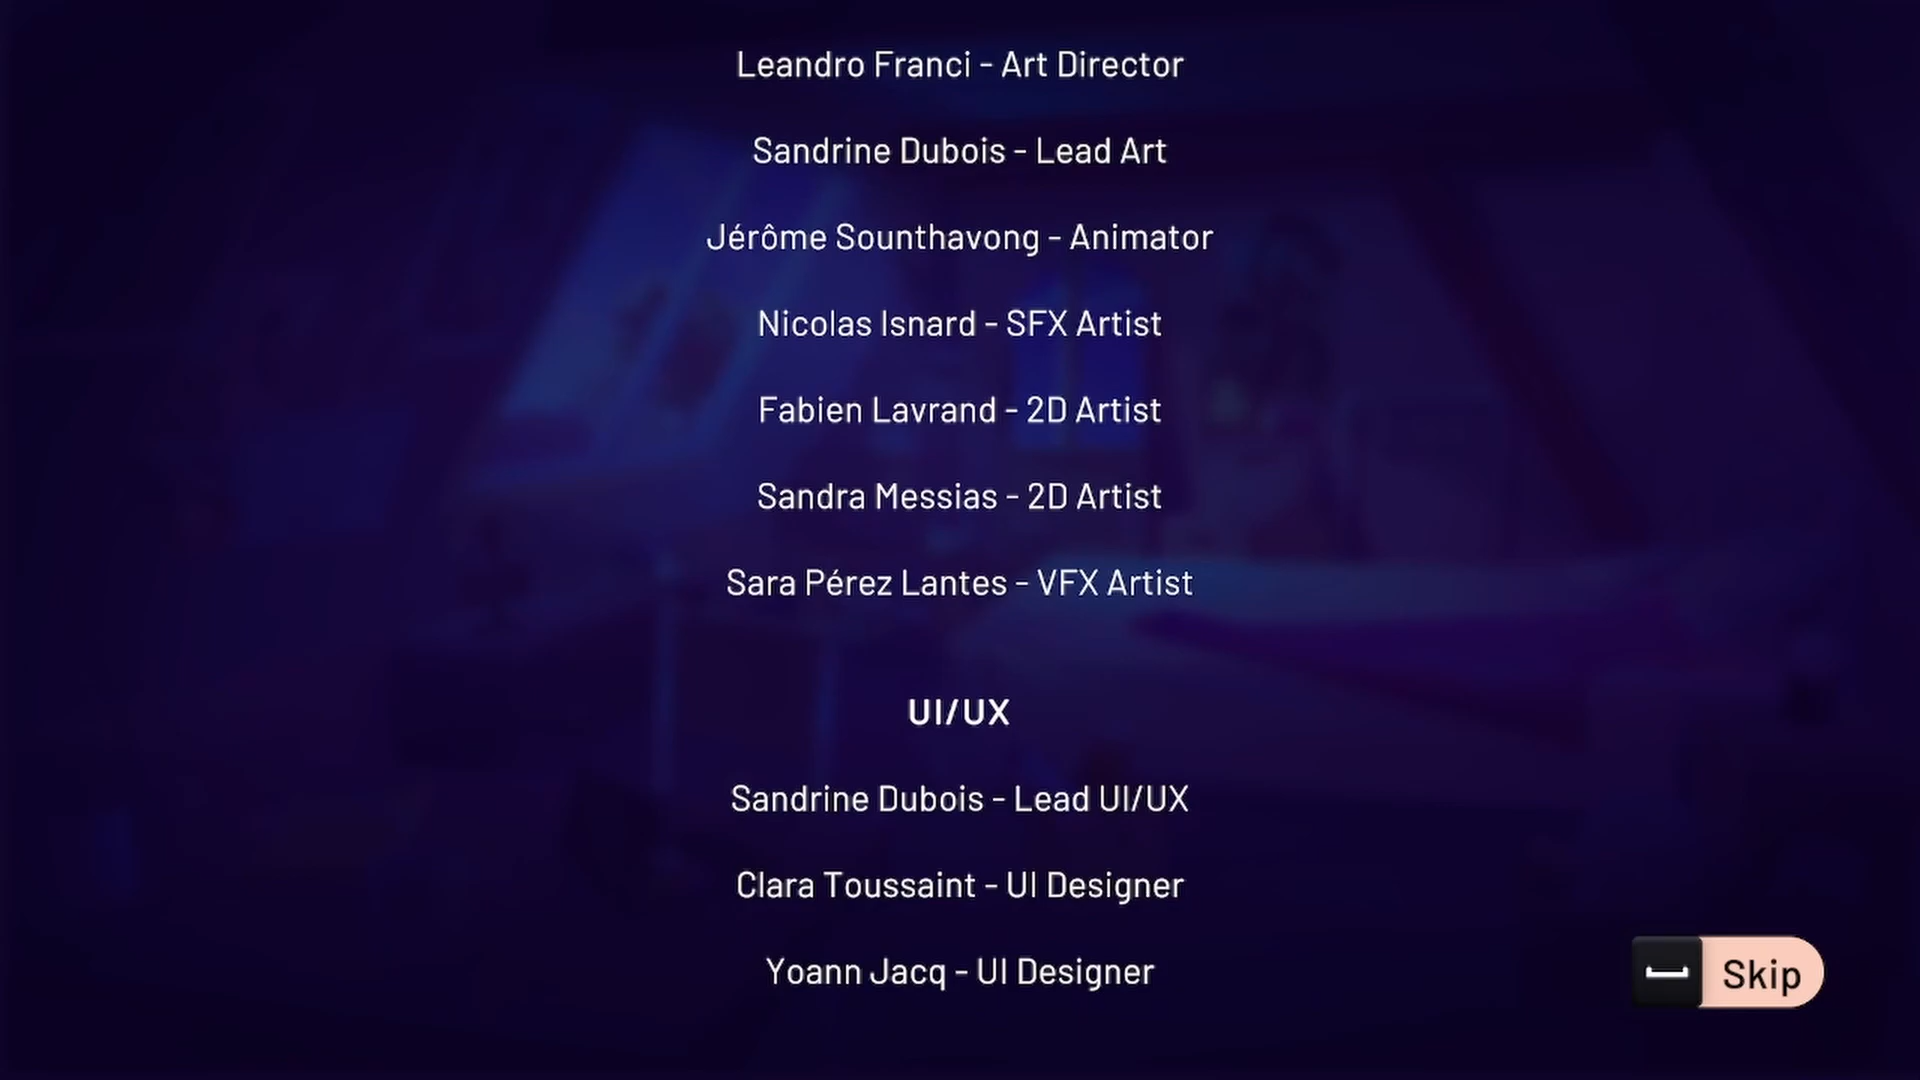 Leandro Franci - Art Director
Sandrine Dubois - Lead Art
Jérôme Sounthavong - Animator
Nicolas Isnard - SFX Artist
Fabien Lavrand - 2D Artist
Sandra Messias - 2D Artist
Sara Pérez Lantes - VFX Artist
UI/UX
Sandrine Dubois - Lead UI/UX
Clara Toussaint - UI Designer
Yoann Jacq - UI Designer
Skip